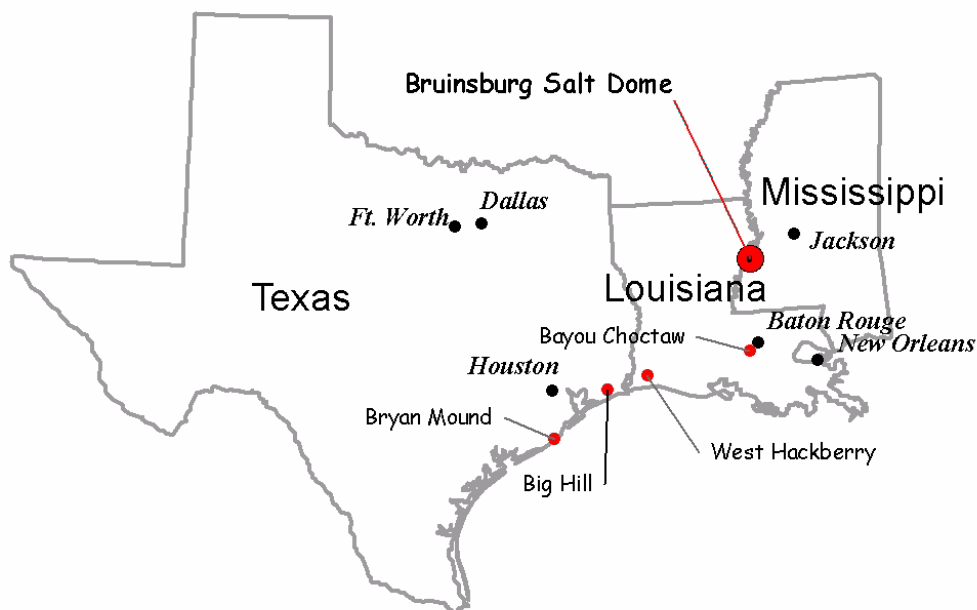 Bruinsburg Salt Dome
Mississippi
Dallas
Ft. Worth
Jackson
Texas
Louisiana
Baton Rouge
Bayou Choctaw
New Orleans
Houston
Bryan Mound
West Hackberry
Big Hill